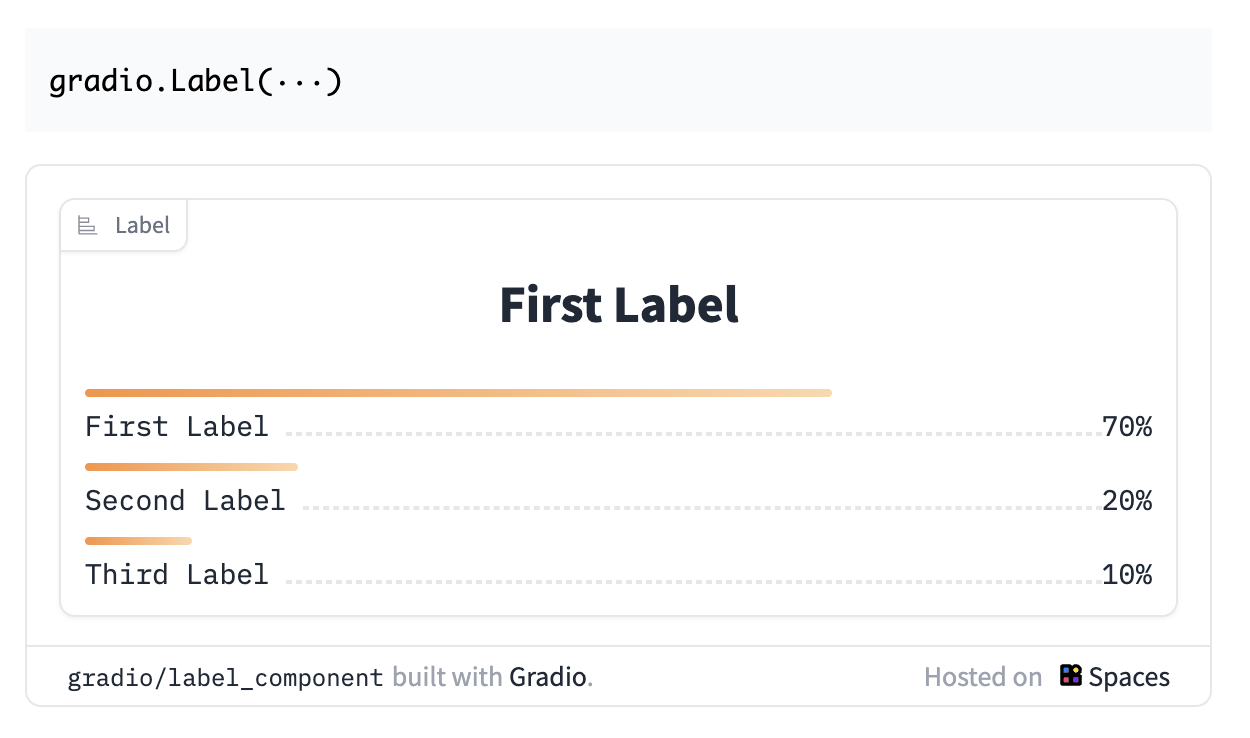 gradio.Label(···)
Label
First Label
First Label 70%
Second Label 20%
Third Label 10%
gradio/label_component built with Gradio. Hosted on Spaces